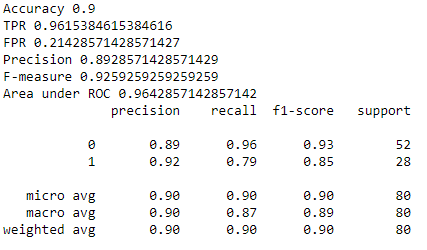 Accuracy 0.9
TPR 0.9615384615384616
FPR 0.21428571428571427
Precision 0.8928571428571429
F-measure 0.9259259259259259
Area under ROC 0.9642857142857142
precision recall f1-score support
0 0.89 0.96 0.93 52
1 0.92 0.79 0.85 28
micro avg 0.90 0.90 0.90 80
macro avg 0.90 0.87 0.89 80
weighted avg 0.90 0.90 0.90 80